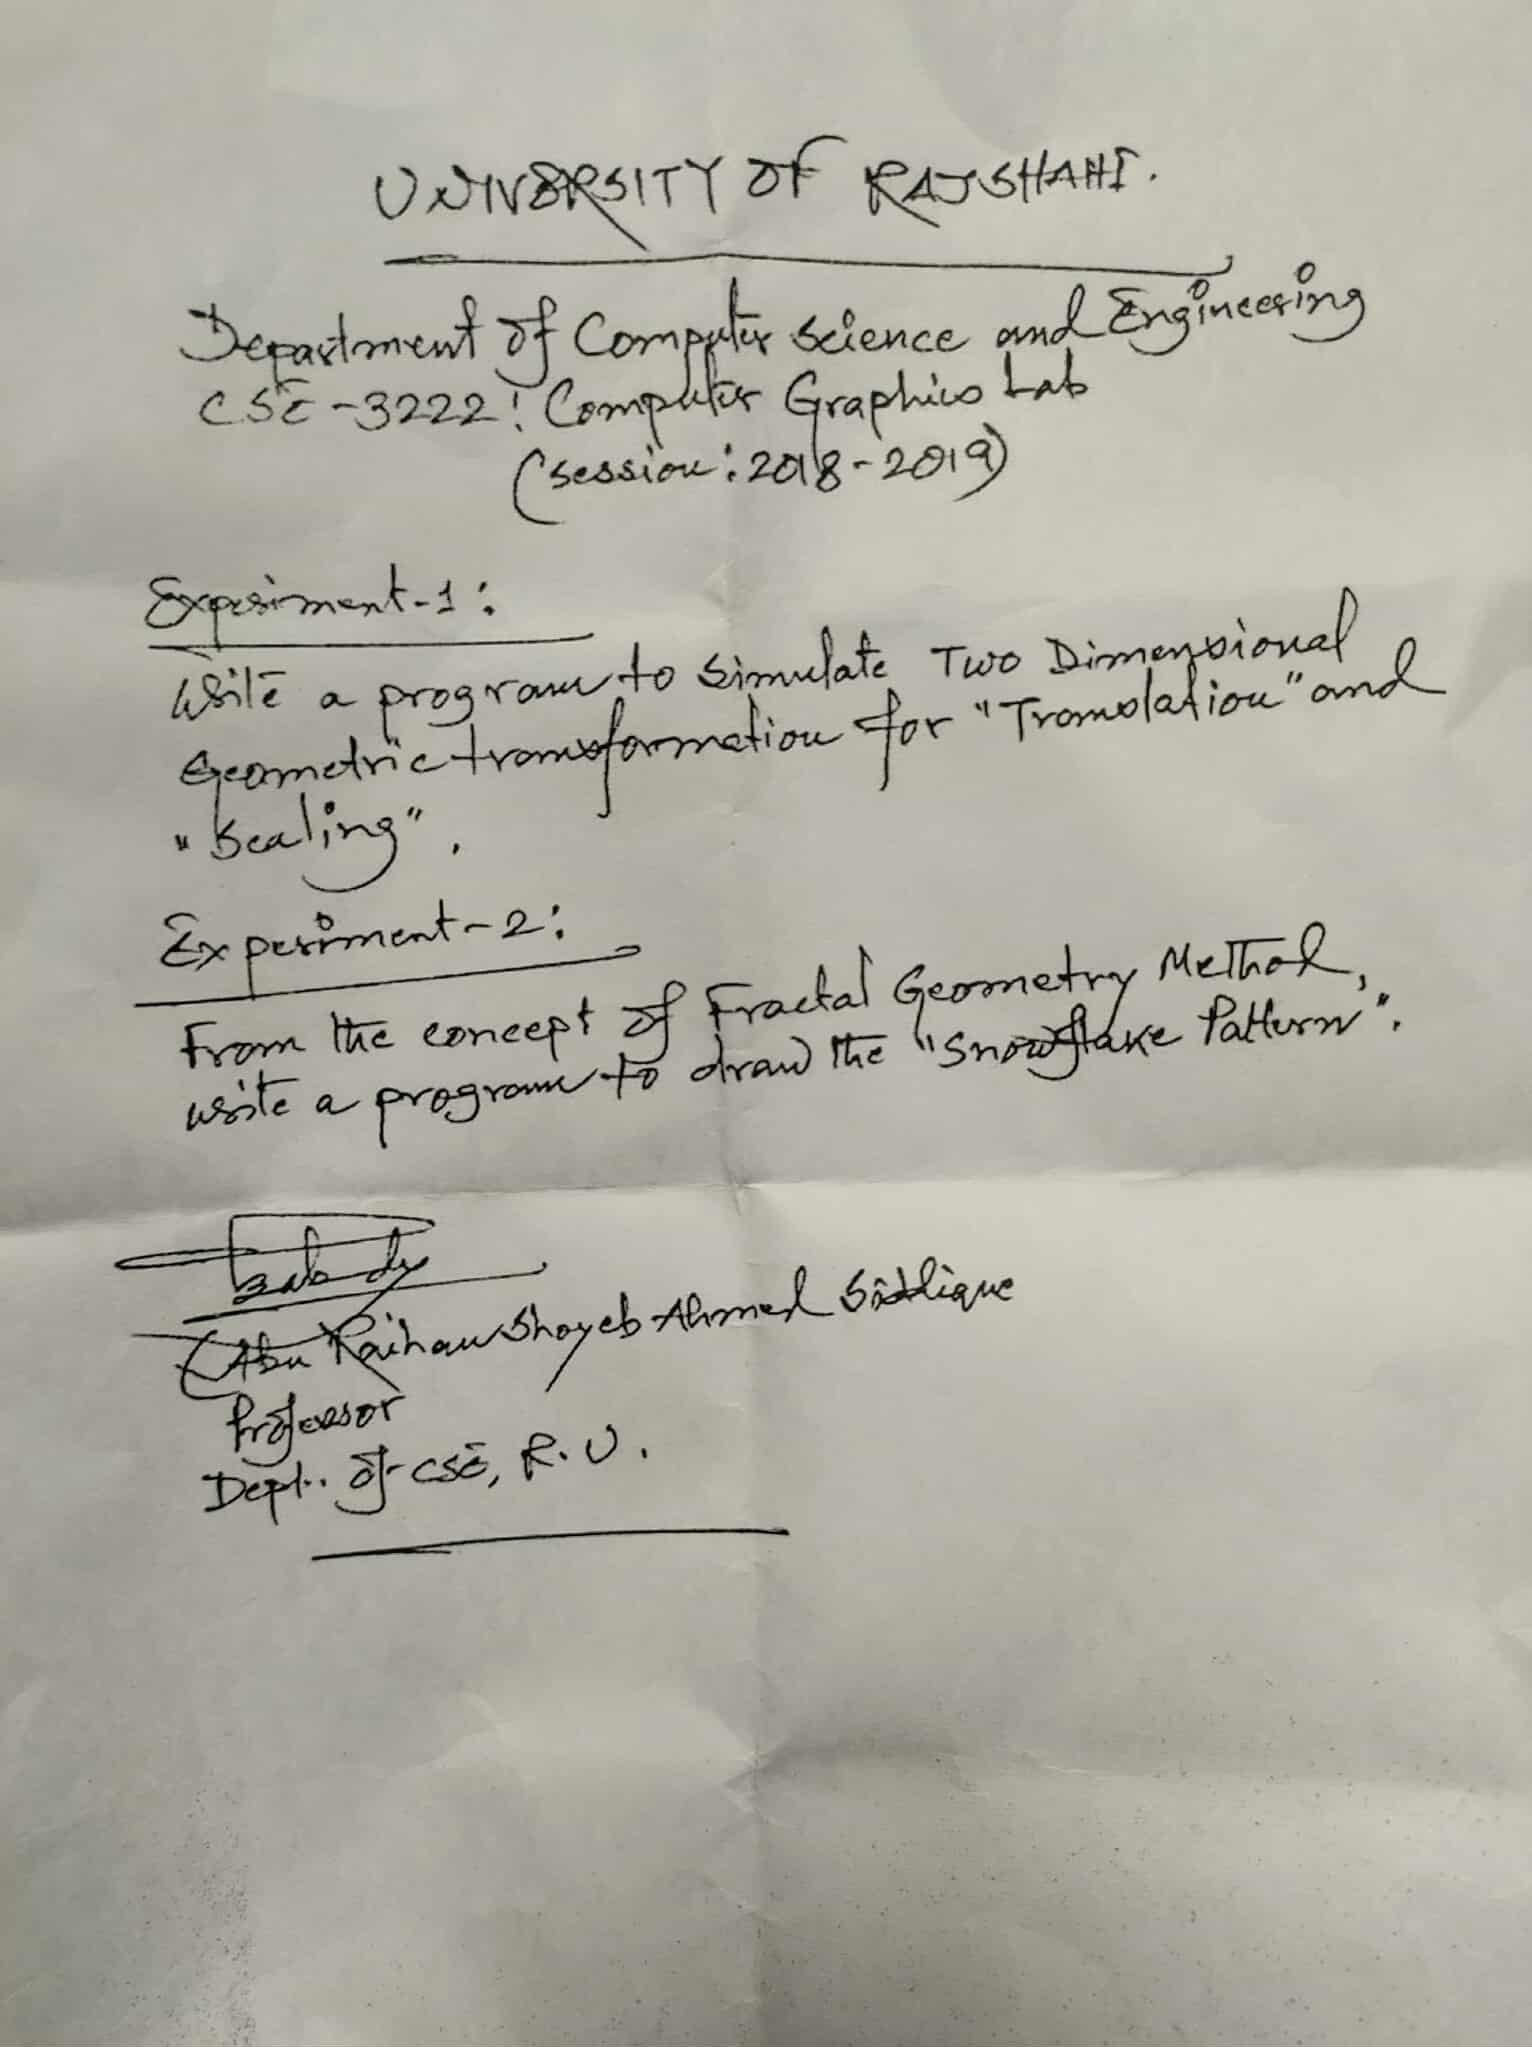 UNIVERSITY OF RAJSHAHI.
Department of Computer Science and Engineering
CSE-3222: Computer Graphics Lab
(Session: 2018-2019)
Experiment-1:
Write a program to simulate Two Dimensional
Geometric transformation for "Translation" and
"Scaling".
Experiment-2:
From the concept of Fractal Geometry Method,
write a program to draw the "Snowflake Pattern".
(Abu Raihan Shoyeb Ahmed Siddique
Professor
Dept. of CSE, R.U.